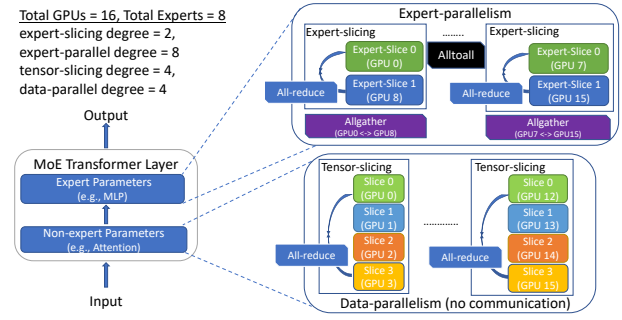 Total GPUs = 16, Total Experts = 8
expert-slicing degree = 2,
expert-parallel degree = 8
tensor-slicing degree = 4,
data-parallel degree = 4
Output
MoE Transformer Layer
Expert Parameters
(e.g., MLP)
Non-expert Parameters
(e.g., Attention)
Input
Expert-parallelism
Expert-slicing
Expert-Slice 0
(GPU 0)
All-reduce
Expert-Slice 1
(GPU 8)
Allgather
(GPU0 <-> GPU8)
........
Alltoall
Expert-slicing
Expert-Slice 0
(GPU 7)
All-reduce
Expert-Slice 1
(GPU 15)
Allgather
(GPU7 <-> GPU15)
Tensor-slicing
Slice 0
(GPU 0)
Slice 1
(GPU 1)
Slice 2
(GPU 2)
All-reduce
Slice 3
(GPU 3)
.............
Tensor-slicing
Slice 0
(GPU 12)
Slice 1
(GPU 13)
Slice 2
(GPU 14)
All-reduce
Slice 3
(GPU 15)
Data-parallelism (no communication)